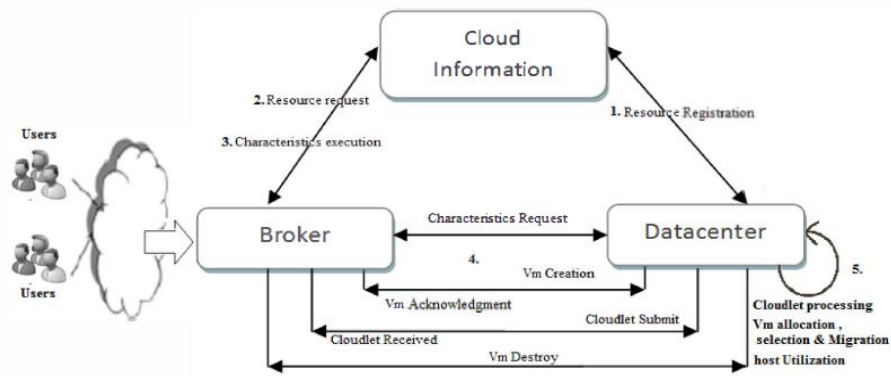 Cloud
Information
2. Resource request
1. Resource Registration
3. Characteristics execution
Users
Broker
Characteristics Request
Datacenter
4.
5.
Vm Creation
Users
Vm Acknowledgment
Cloudlet processing
Cloudlet Submit
Vm allocation ,
Cloudlet Received
selection & Migration
Vm Destroy
host Utilization